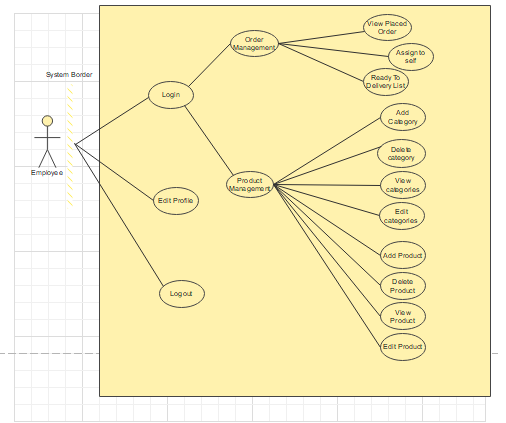 System Border
Employee
Login
Edit Profile
Logout
Order
Management
Product
Management
View Placed
Order
Assign to
self
Ready To
Delivery List
Add
Category
Delete
category
View
categories
Edit
categories
Add Product
Delete
Product
View
Product
Edit Product